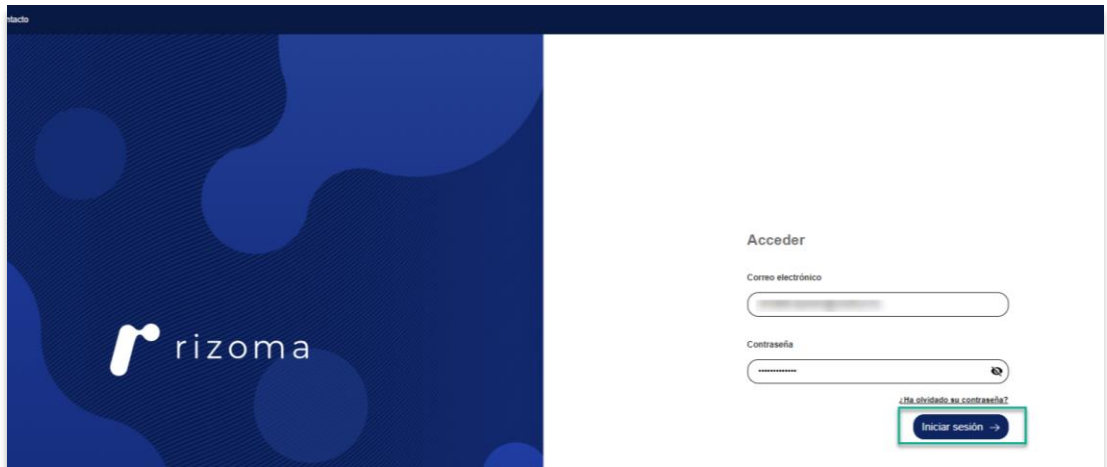 ntacto
rizoma
Acceder
Correo electrónico
Contraseña
¿Ha olvidado su contraseña?
Iniciar sesión →